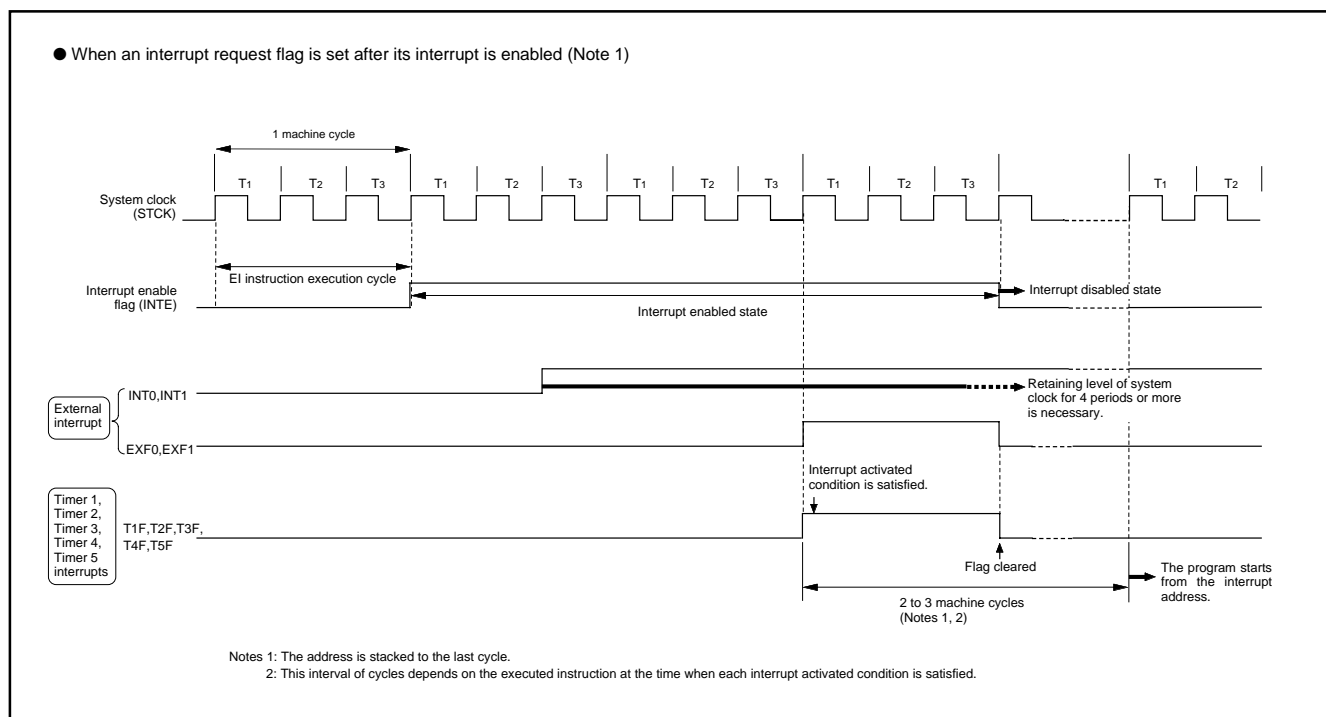 ● When an interrupt request flag is set after its interrupt is enabled (Note 1)
1 machine cycle
T1 T2 T3 T1 T2 T3 T1 T2 T3 T1 T2 T3 T1 T2
System clock
(STCK)
EI instruction execution cycle
Interrupt enable
flag (INTE)
Interrupt enabled state
Interrupt disabled state
External
interrupt
INT0,INT1
Retaining level of system
clock for 4 periods or more
is necessary.
EXF0,EXF1
Interrupt activated
condition is satisfied.
Timer 1,
Timer 2,
Timer 3,
Timer 4,
Timer 5
interrupts
T1F,T2F,T3F,
T4F,T5F
Flag cleared
2 to 3 machine cycles
(Notes 1, 2)
The program starts
from the interrupt
address.
Notes 1: The address is stacked to the last cycle.
2: This interval of cycles depends on the executed instruction at the time when each interrupt activated condition is satisfied.